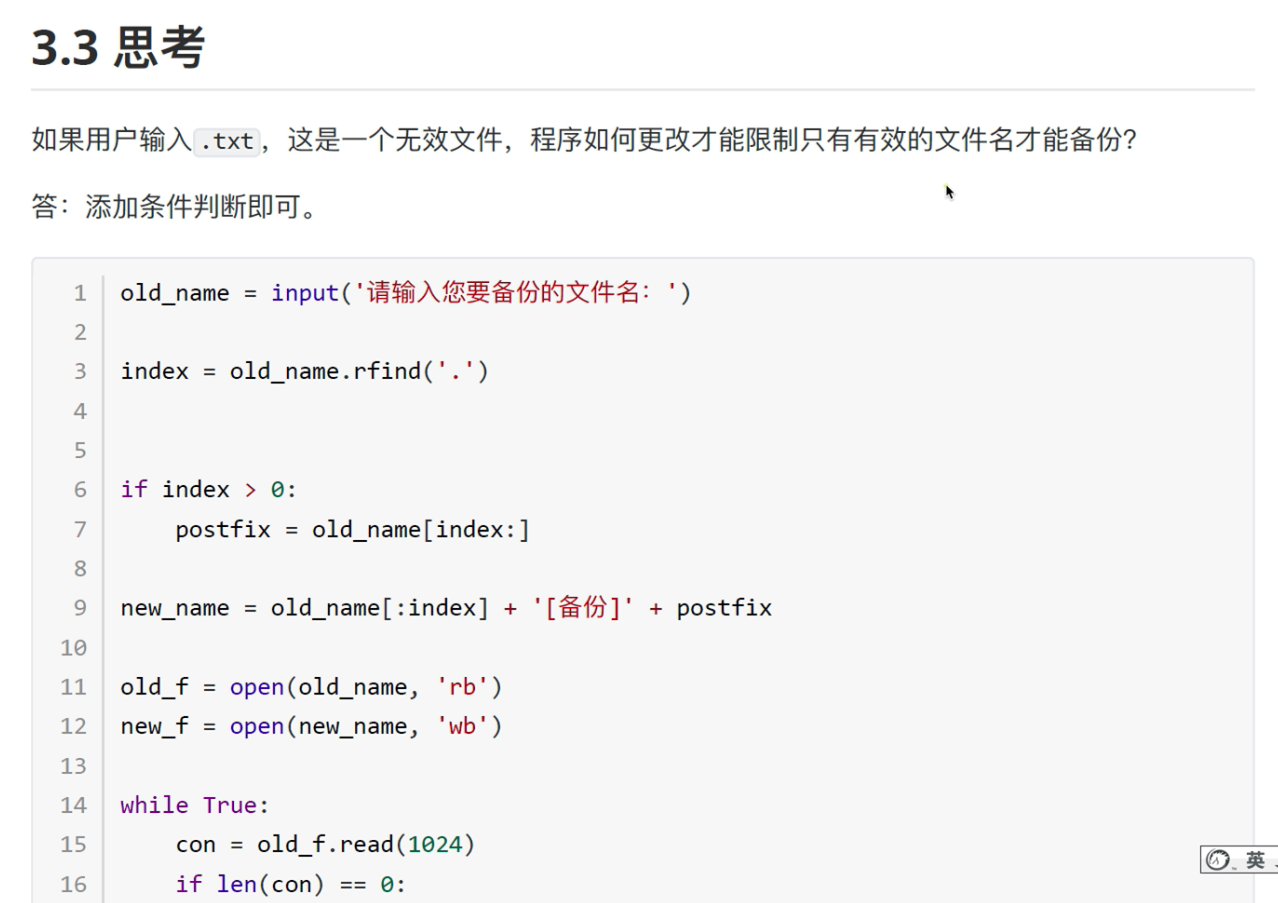 3.3 思考
如果用户输入 .txt，这是一个无效文件，程序如何更改才能限制只有有效的文件名才能备份？
答：添加条件判断即可。
1 old_name = input('请输入您要备份的文件名：')
2
3 index = old_name.rfind('.')
4
5
6 if index > 0:
7     postfix = old_name[index:]
8
9 new_name = old_name[:index] + '[备份]' + postfix
10
11 old_f = open(old_name, 'rb')
12 new_f = open(new_name, 'wb')
13
14 while True:
15     con = old_f.read(1024)
16     if len(con) == 0:
英